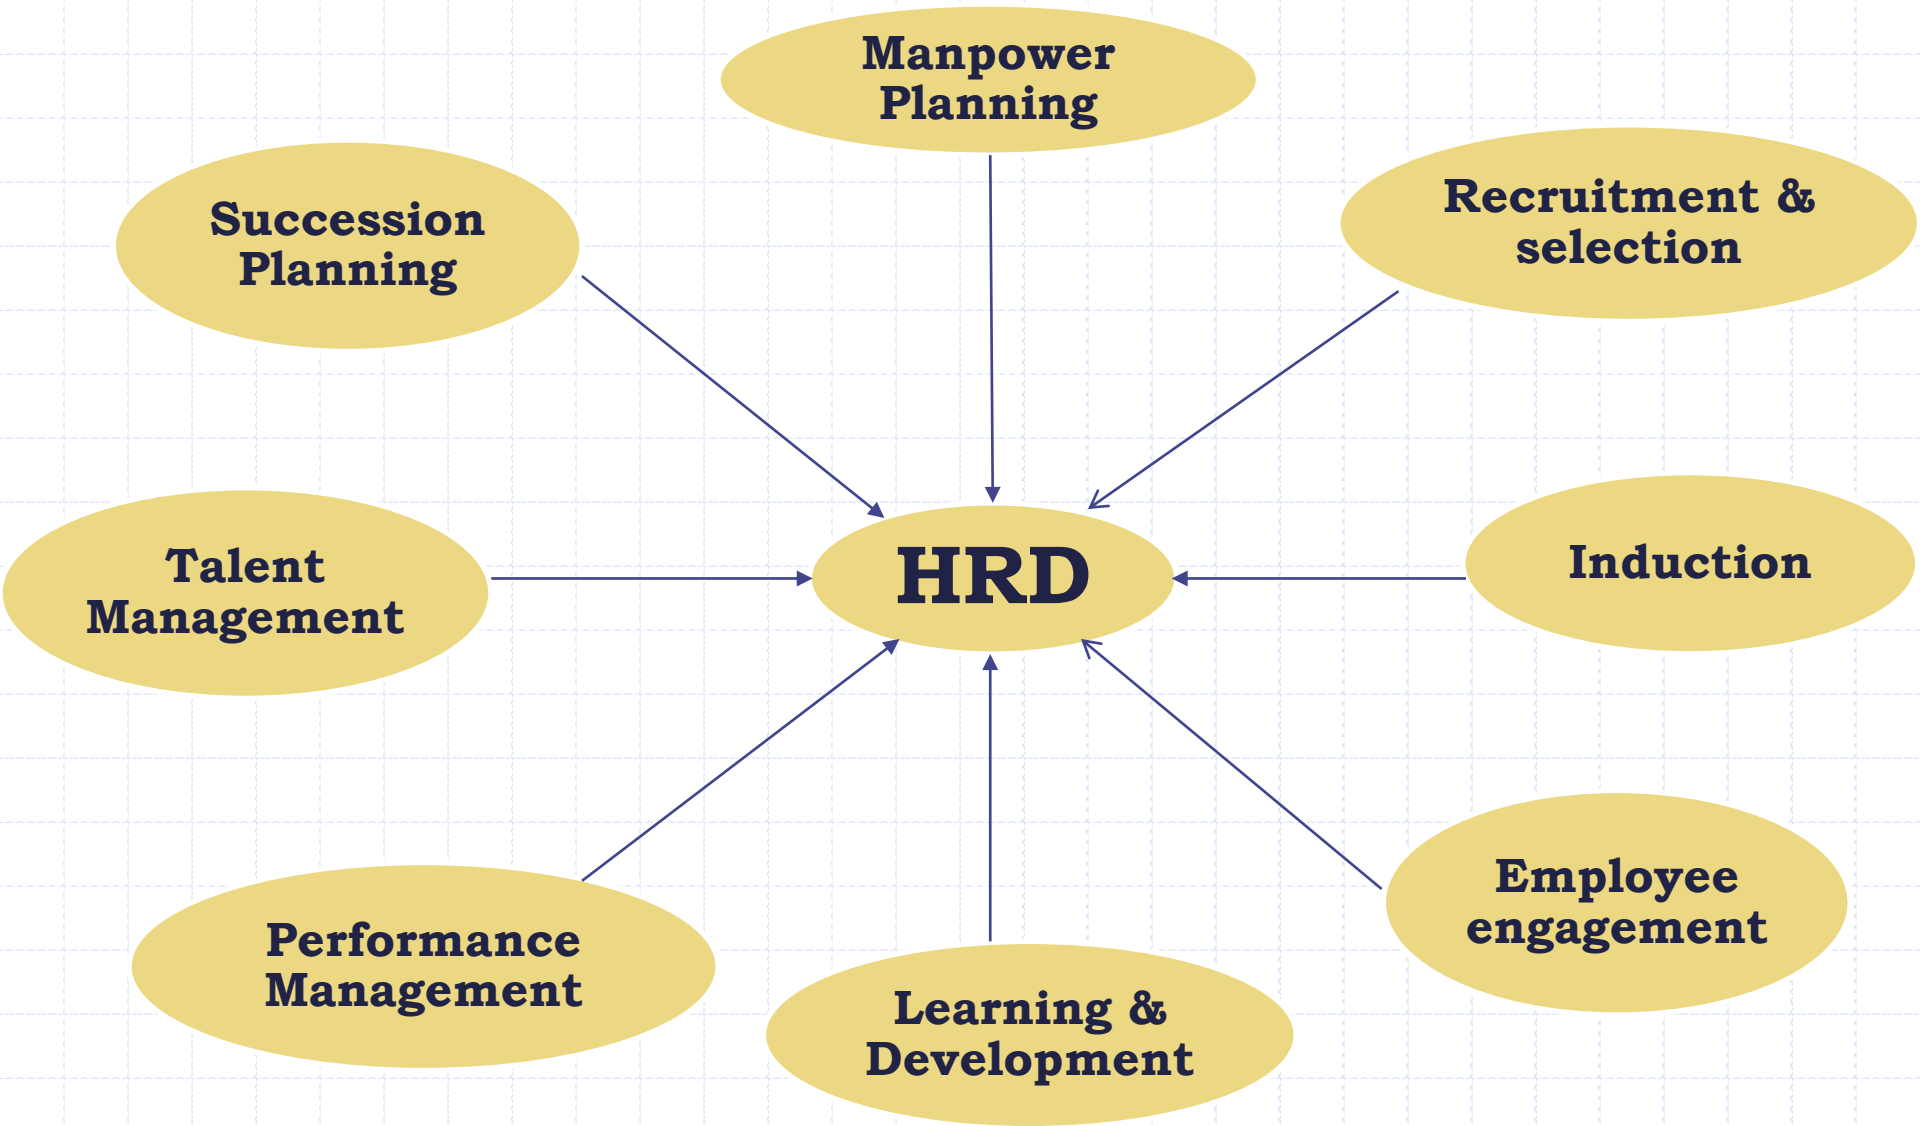 Manpower
Planning
Recruitment &
selection
Succession
Planning
HRD
Induction
Talent
Management
Employee
engagement
Performance
Management
Learning &
Development